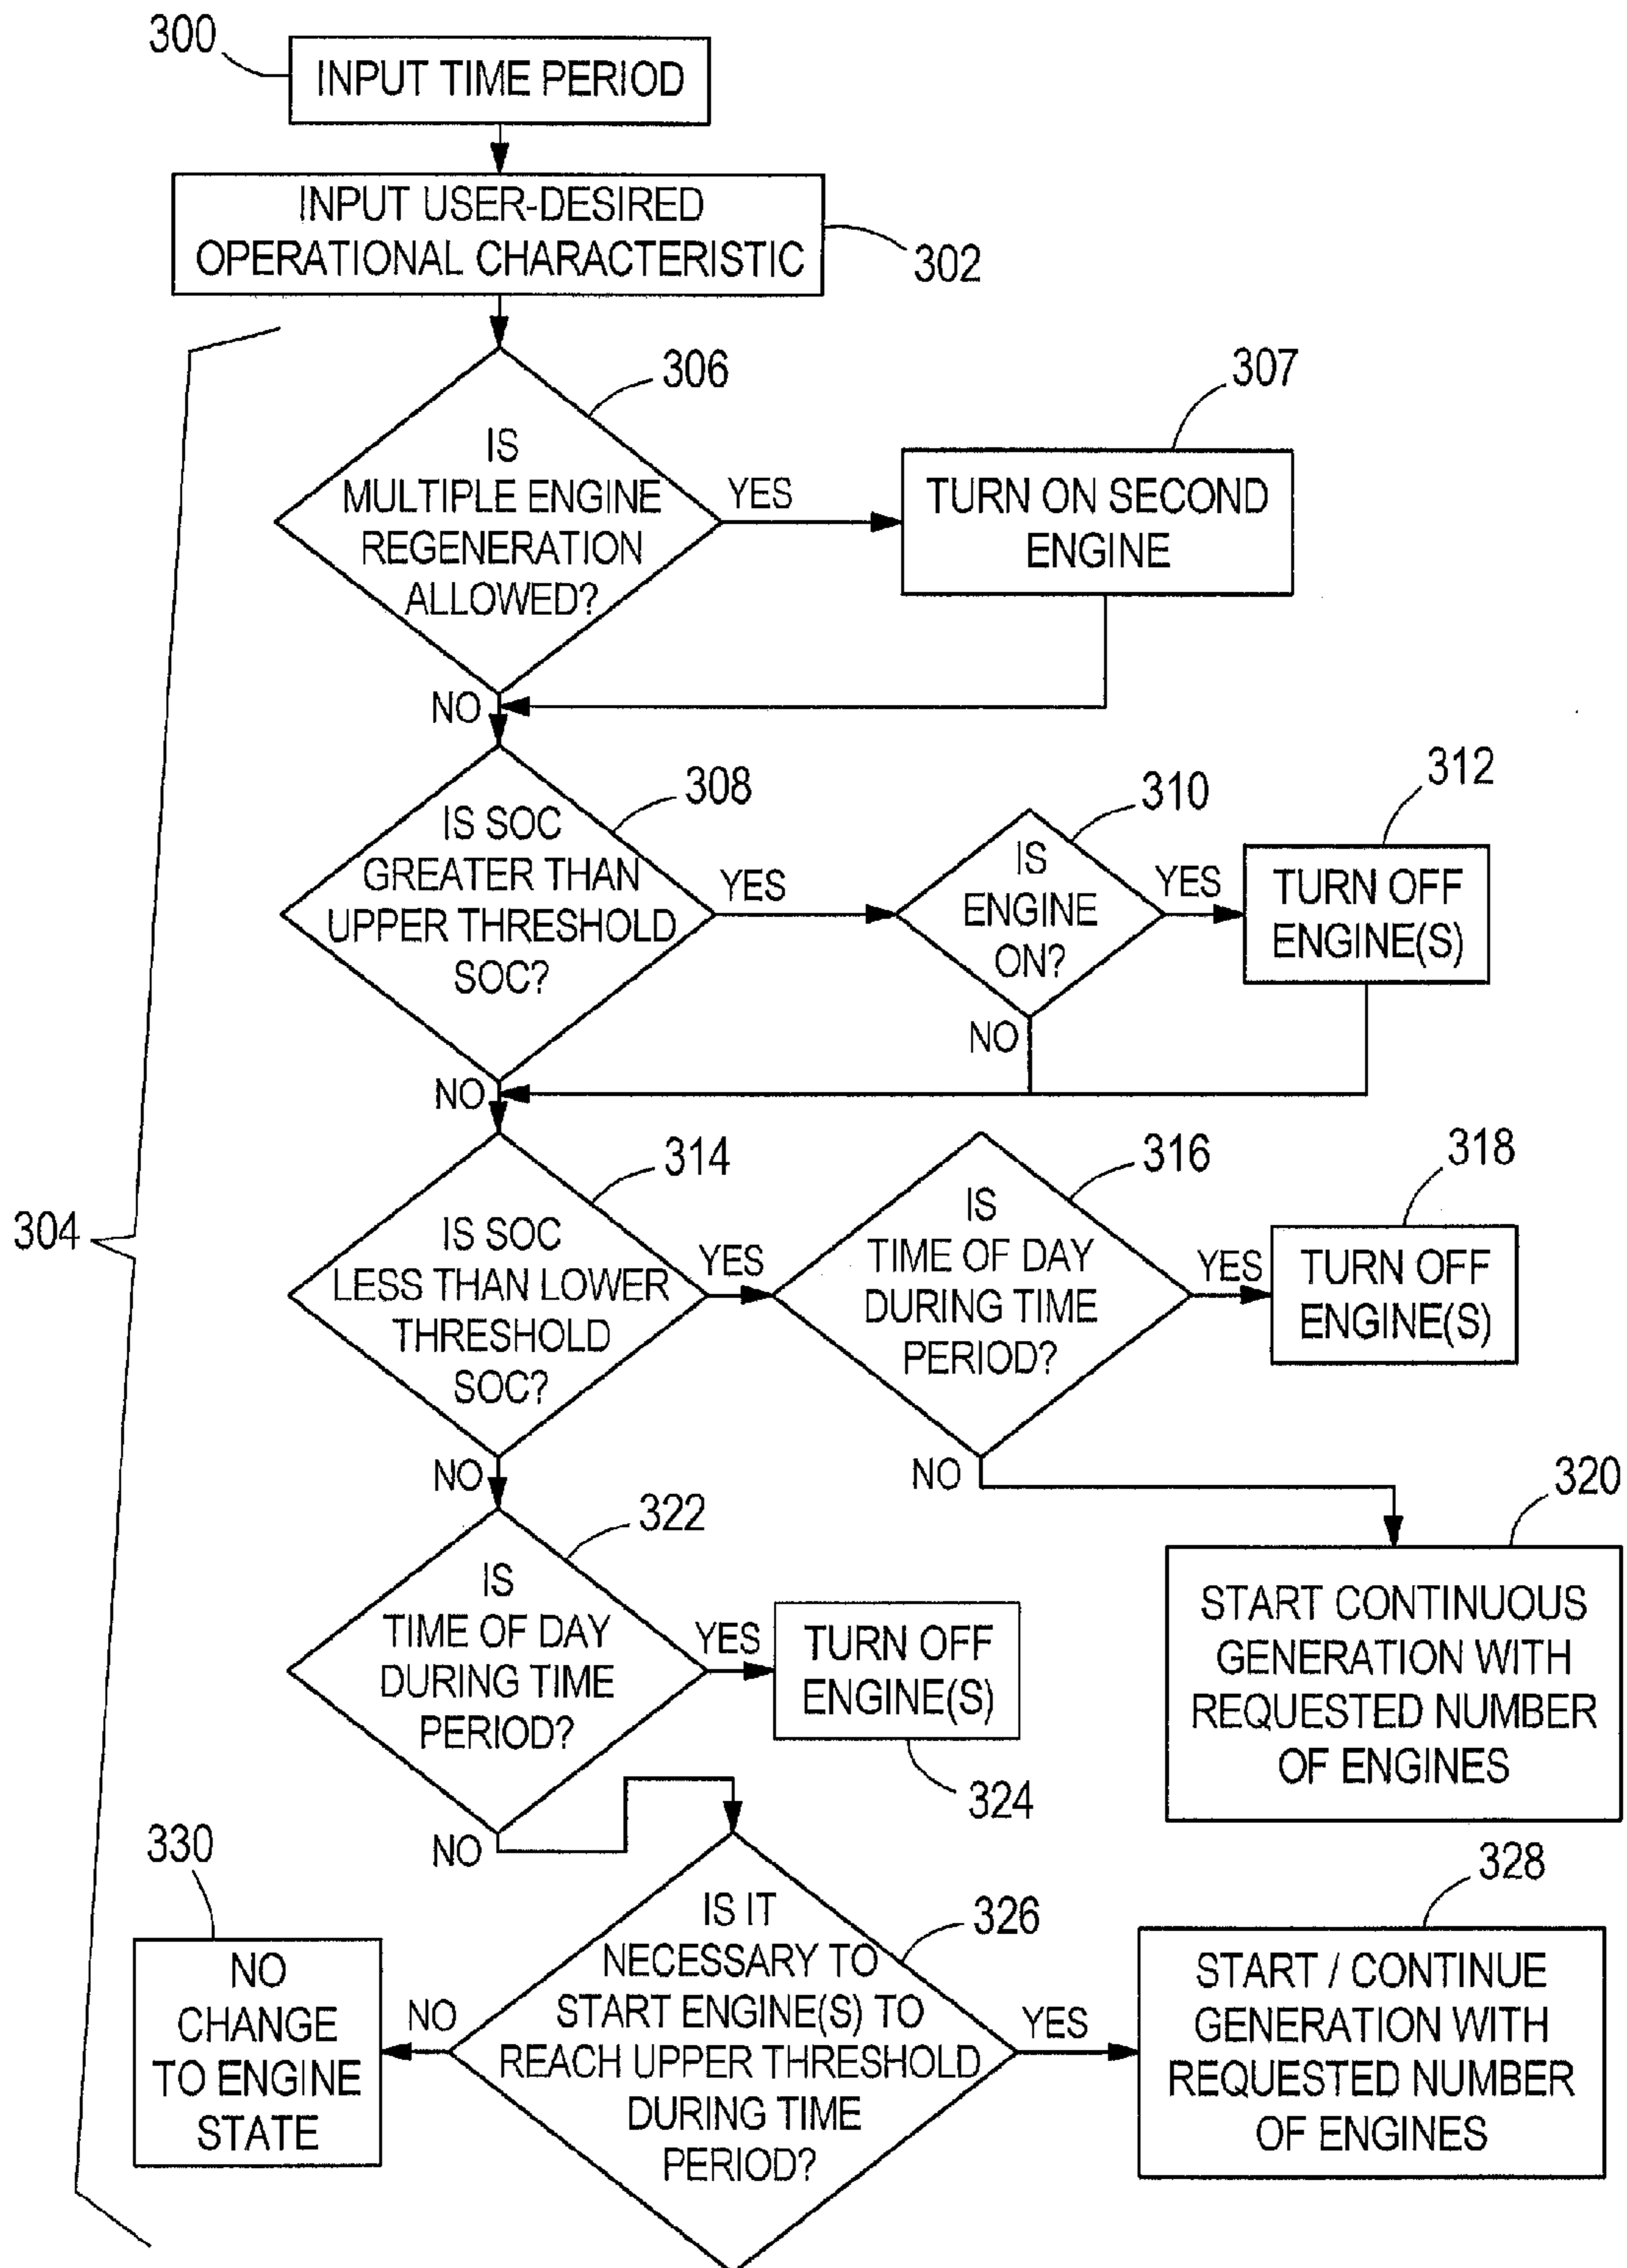 300
INPUT TIME PERIOD
INPUT USER-DESIRED
OPERATIONAL CHARACTERISTIC
302
304
306
IS
MULTIPLE ENGINE
REGENERATION
ALLOWED?
YES
307
TURN ON SECOND
ENGINE
NO
308
IS SOC
GREATER THAN
UPPER THRESHOLD
SOC?
YES
310
IS
ENGINE
ON?
YES
312
TURN OFF
ENGINE(S)
NO
NO
314
IS SOC
LESS THAN LOWER
THRESHOLD
SOC?
YES
316
IS
TIME OF DAY
DURING TIME
PERIOD?
YES
318
TURN OFF
ENGINE(S)
NO
NO
320
START CONTINUOUS
GENERATION WITH
REQUESTED NUMBER
OF ENGINES
322
IS
TIME OF DAY
DURING TIME
PERIOD?
YES
TURN OFF
ENGINE(S)
324
NO
326
IS IT
NECESSARY TO
START ENGINE(S) TO
REACH UPPER THRESHOLD
DURING TIME
PERIOD?
YES
328
START / CONTINUE
GENERATION WITH
REQUESTED NUMBER
OF ENGINES
NO
330
NO
CHANGE
TO ENGINE
STATE